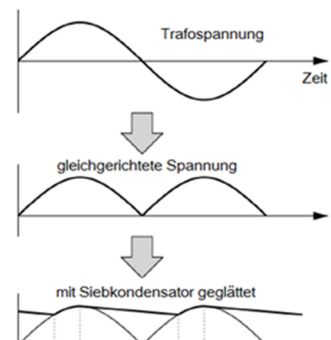 Trafospannung
Zeit
gleichgerichtete Spannung
mit Siebkondensator geglättet